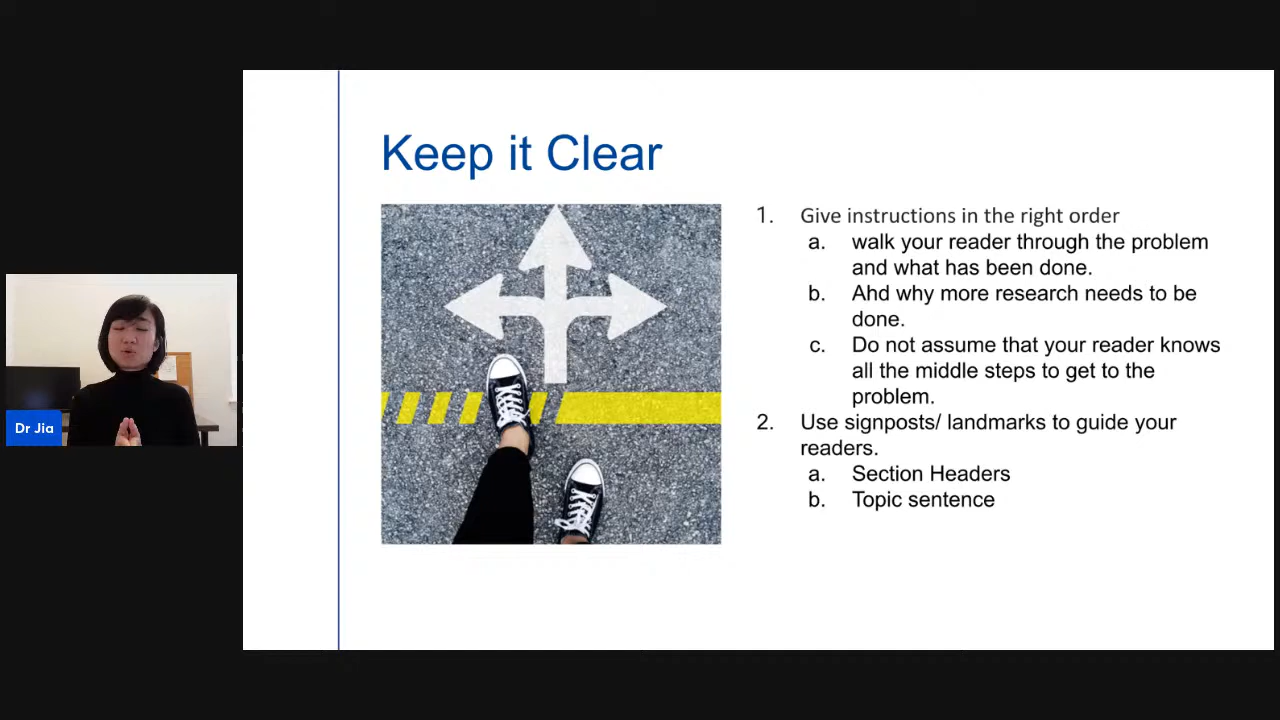 Keep it Clear
1. Give instructions in the right order
a. walk your reader through the problem
and what has been done.
b. Ahd why more research needs to be
done.
c. Do not assume that your reader knows
all the middle steps to get to the
problem.
2. Use signposts/ landmarks to guide your
readers.
a. Section Headers
b. Topic sentence
Dr Jia